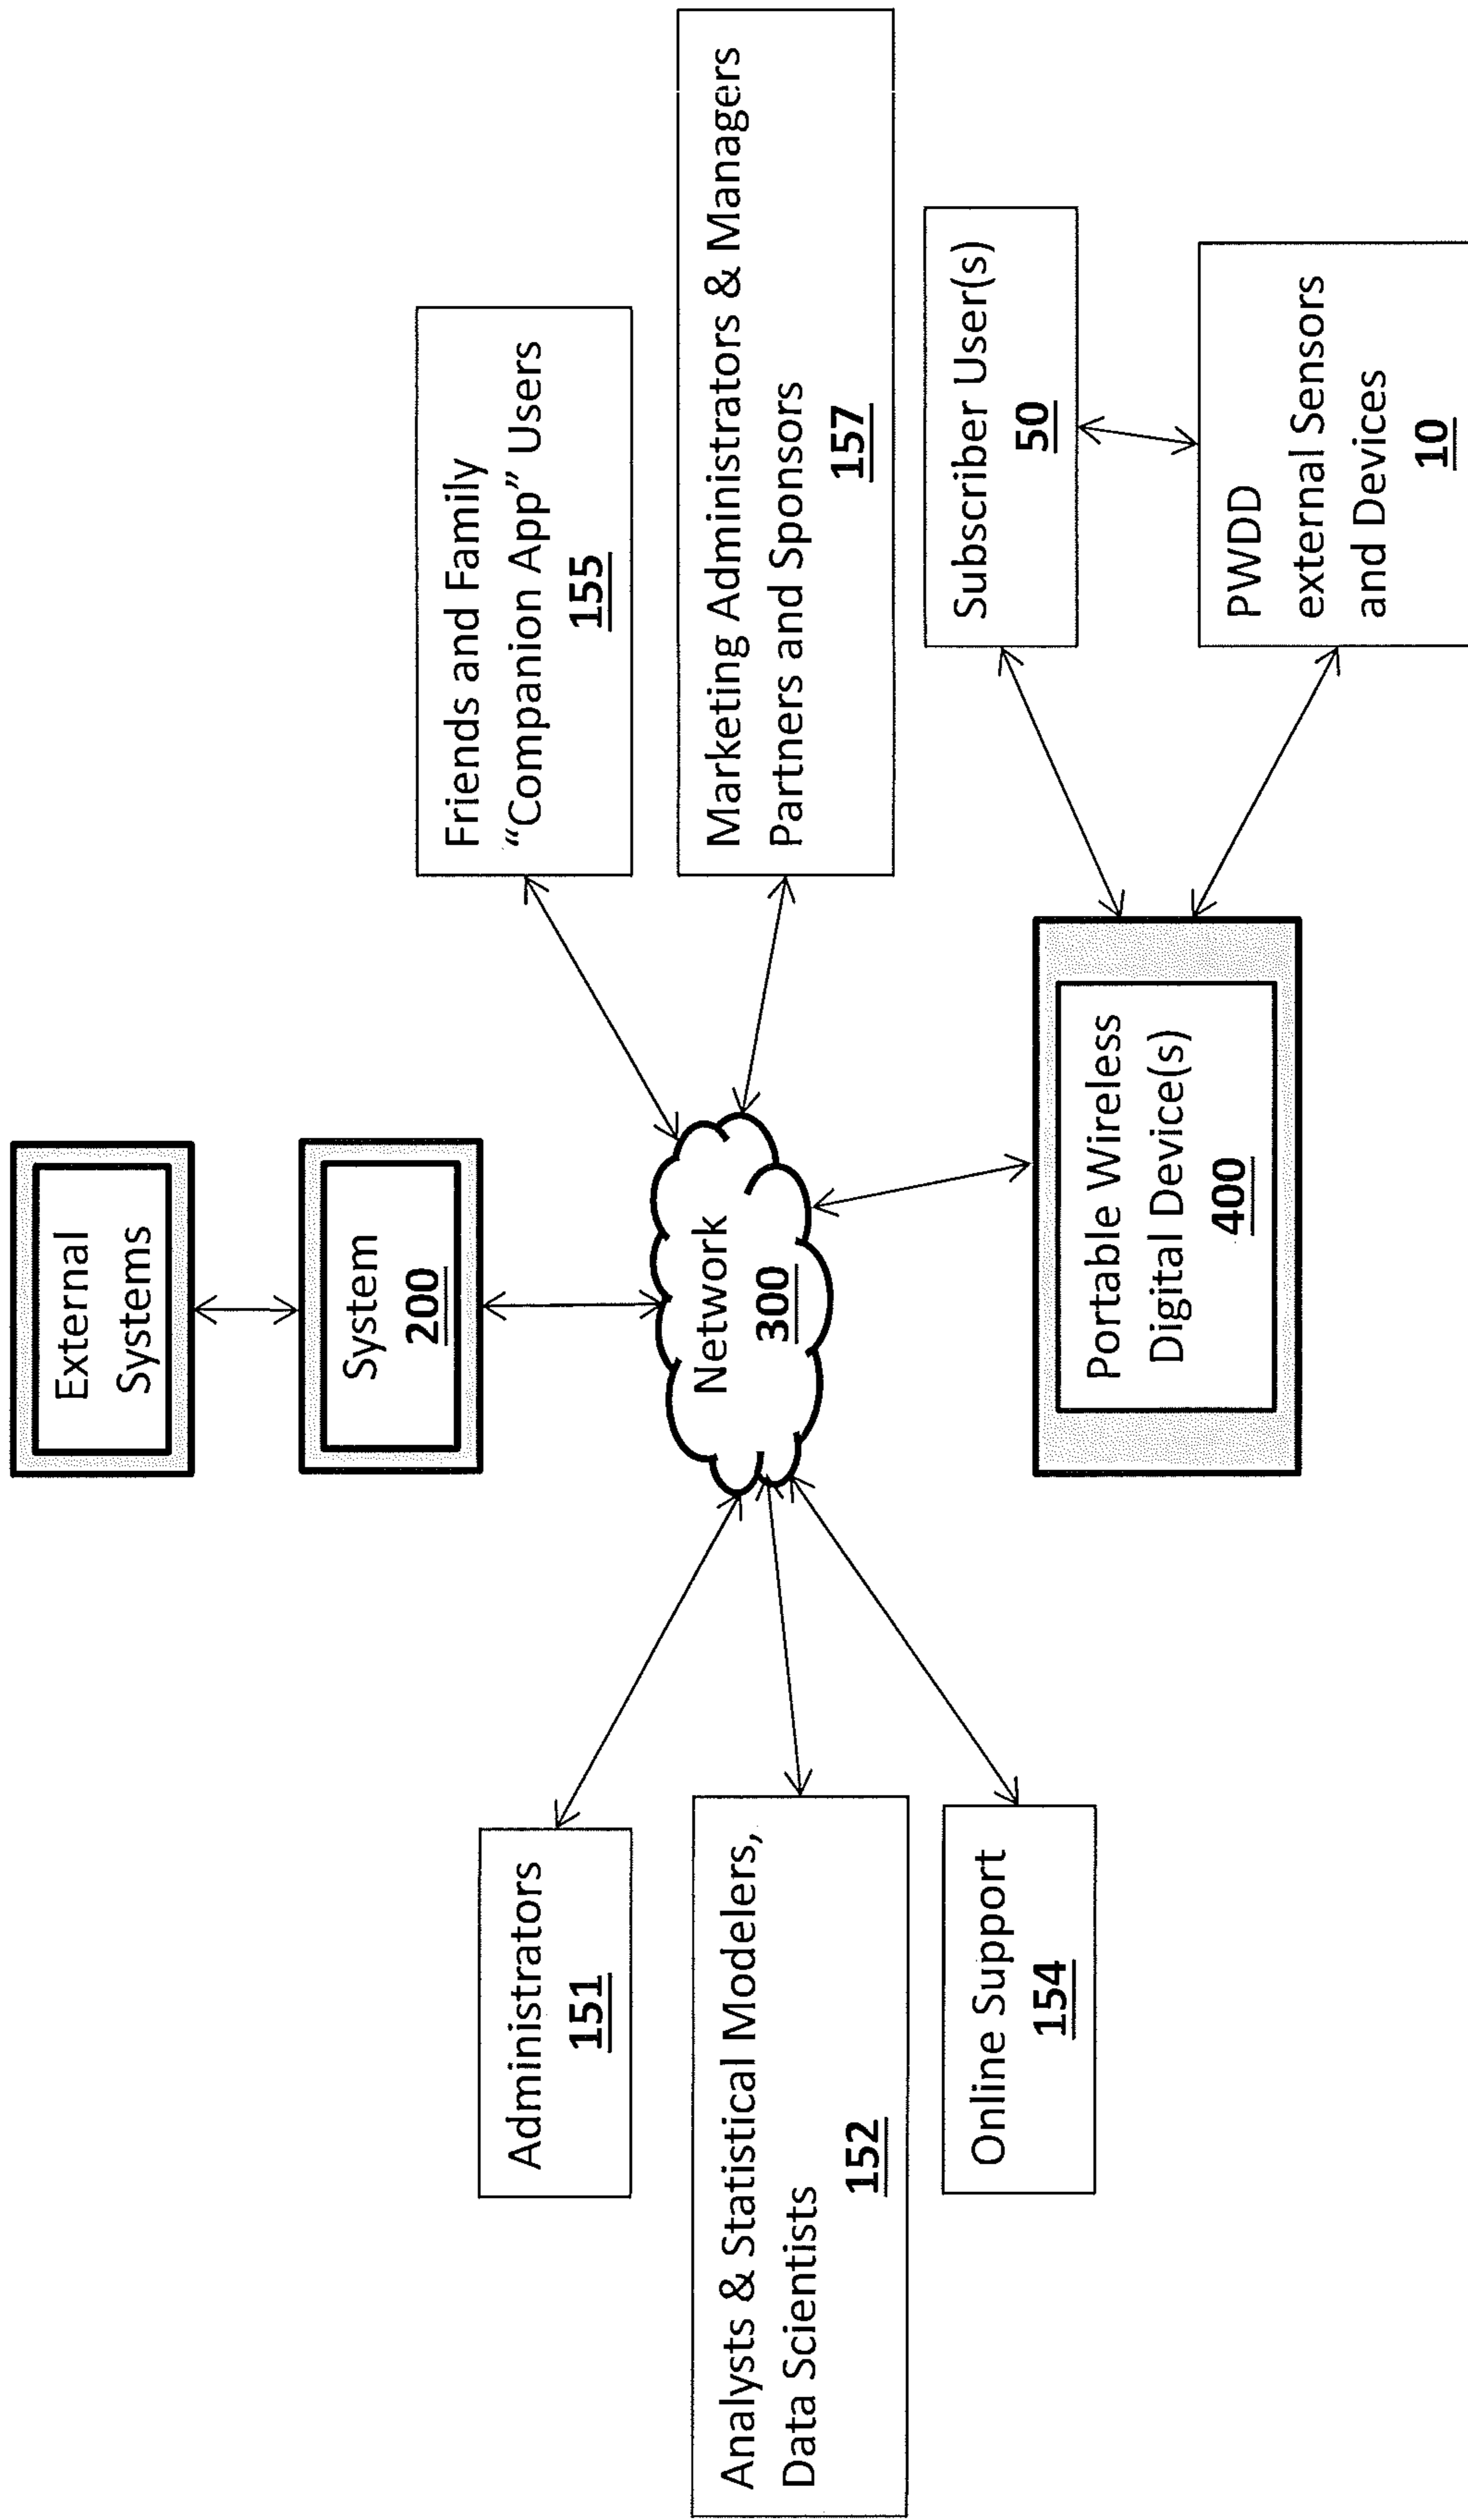 External
Systems
System
200
Network
300
Administrators
151
Analysts & Statistical Modelers,
Data Scientists
152
Online Support
154
Friends and Family
“Companion App” Users
155
Marketing Administrators & Managers
Partners and Sponsors
157
Portable Wireless
Digital Device(s)
400
Subscriber User(s)
50
PWDD
external Sensors
and Devices
10